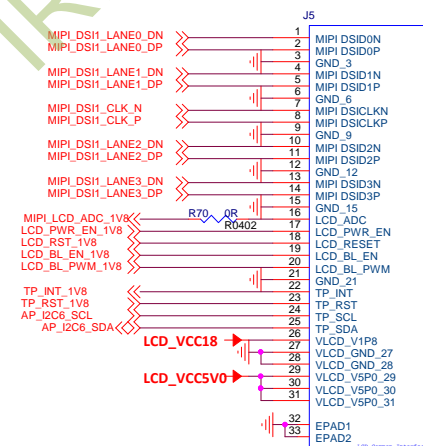 J5
MIPI_DSI1_LANE0_DN 1 MIPI DSID0N
MIPI_DSI1_LANE0_DP 2 MIPI DSID0P
3 GND_3
MIPI_DSI1_LANE1_DN 4 MIPI DSID1N
MIPI_DSI1_LANE1_DP 5 MIPI DSID1P
6 GND_6
MIPI_DSI1_CLK_N 7 MIPI DSICLKN
MIPI_DSI1_CLK_P 8 MIPI DSICLKP
9 GND_9
MIPI_DSI1_LANE2_DN 10 MIPI DSID2N
MIPI_DSI1_LANE2_DP 11 MIPI DSID2P
12 GND_12
MIPI_DSI1_LANE3_DN 13 MIPI DSID3N
MIPI_DSI1_LANE3_DP 14 MIPI DSID3P
15 GND_15
MIPI_LCD_ADC_1V8 R70 0R R0402 16 LCD_ADC
LCD_PWR_EN_1V8 17 LCD_PWR_EN
LCD_RST_1V8 18 LCD_RESET
LCD_BL_EN_1V8 19 LCD_BL_EN
LCD_BL_PWM_1V8 20 LCD_BL_PWM
21 GND_21
TP_INT_1V8 22 TP_INT
TP_RST_1V8 23 TP_RST
AP_I2C6_SCL 24 TP_SCL
AP_I2C6_SDA 25 TP_SDA
LCD_VCC18 26 VLCD_V1P8
27 VLCD_GND_27
28 VLCD_GND_28
LCD_VCC5V0 29 VLCD_V5P0_29
30 VLCD_V5P0_30
31 VLCD_V5P0_31
32 EPAD1
33 EPAD2